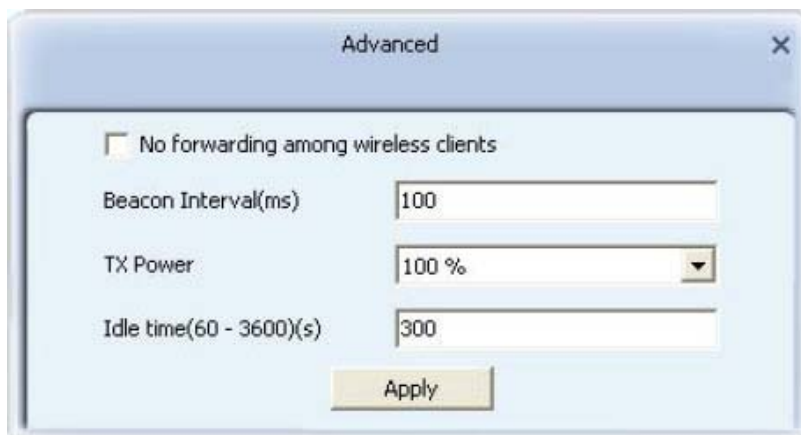 Advanced
No forwarding among wireless clients
Beacon Interval(ms) 100
TX Power 100 %
Idle time(60 - 3600)(s) 300
Apply